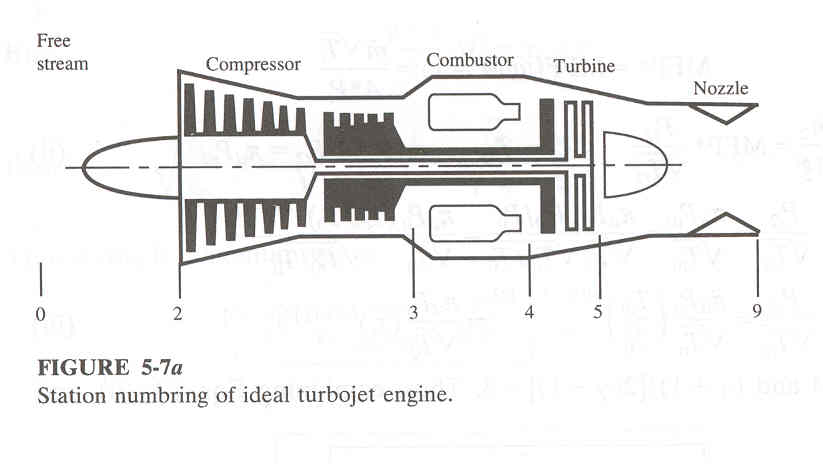 Free
stream
Compressor
Combustor
Turbine
Nozzle
0
2
3
4
5
9
FIGURE 5-7a
Station numbring of ideal turbojet engine.